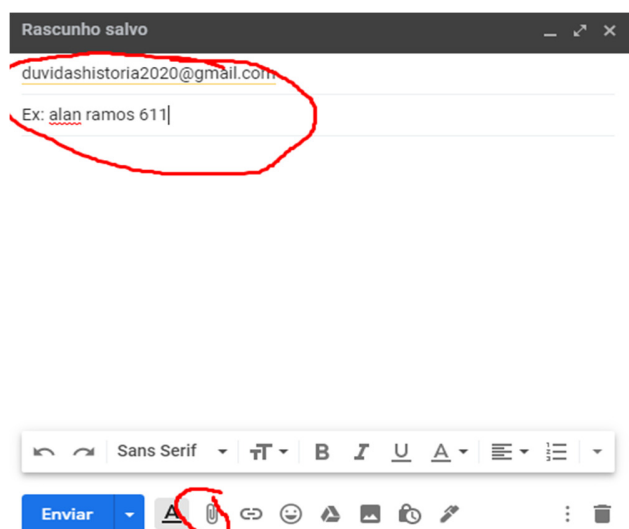 Rascunho salvo
duvidashistoria2020@gmail.com
Ex: alan ramos 611
Sans Serif
Enviar